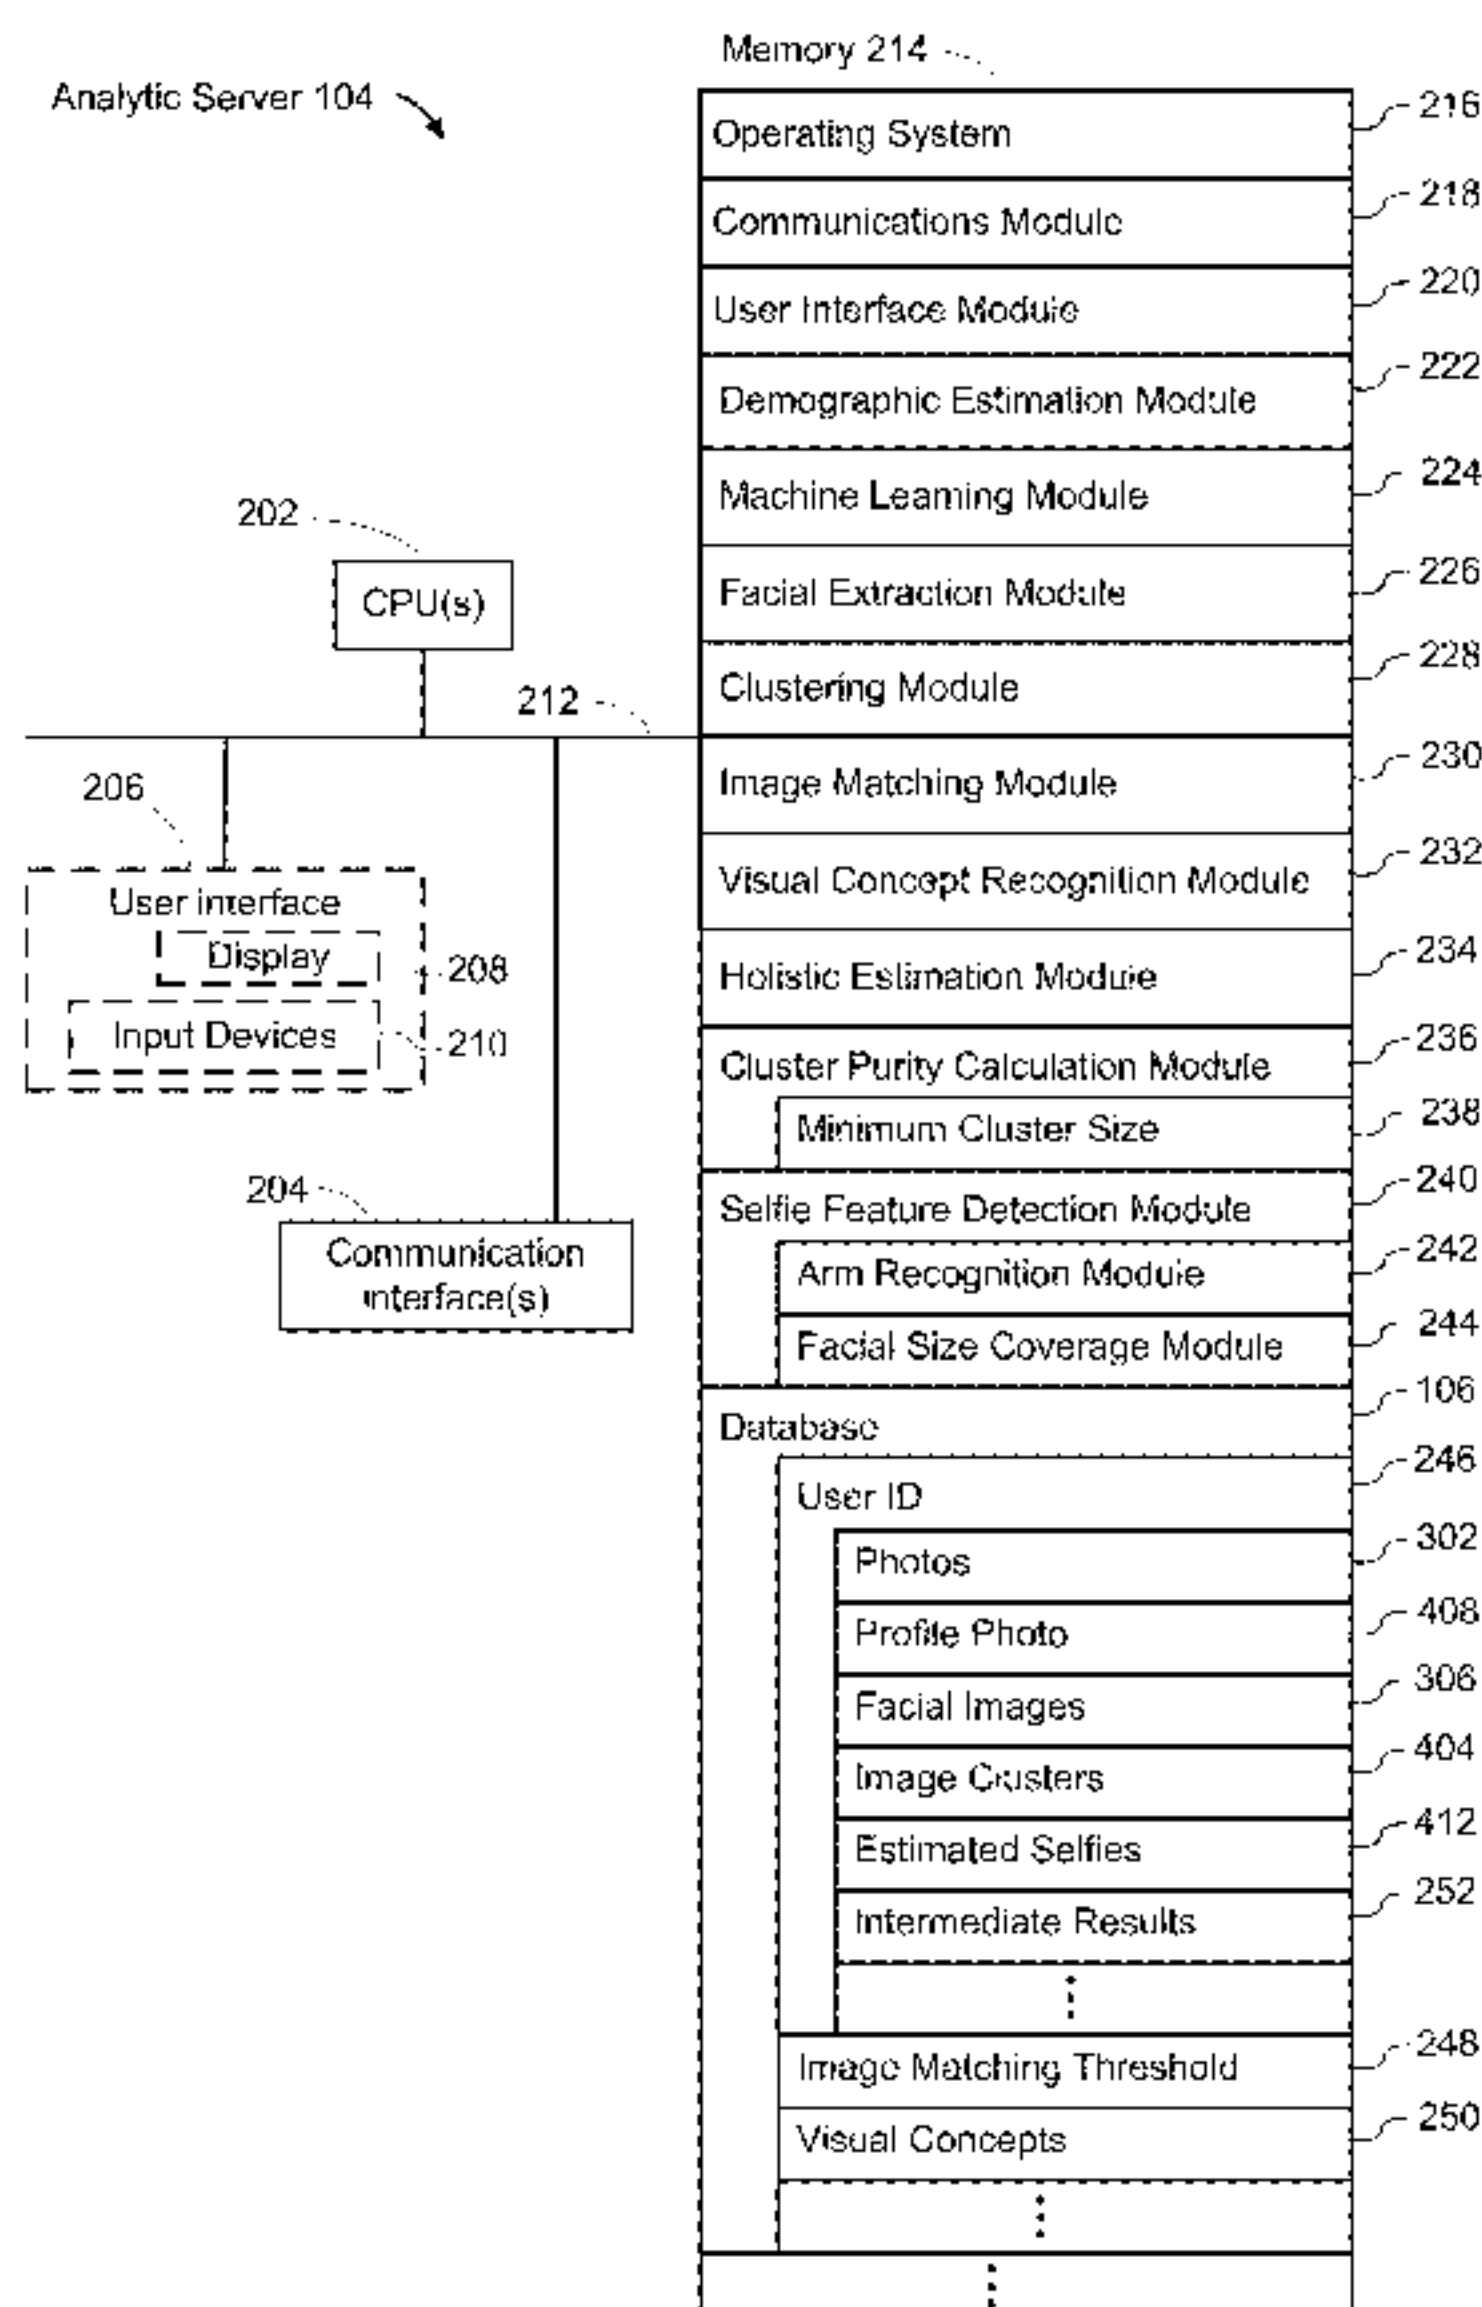 Memory 214
Analytic Server 104
Operating System
216
Communications Module
218
User Interface Module
220
Demographic Estimation Module
222
Machine Learning Module
224
202
CPU(s)
Facial Extraction Module
226
Clustering Module
228
212
Image Matching Module
230
206
Visual Concept Recognition Module
232
User interface
Display
208
Input Devices
210
Holistic Estimation Module
234
Cluster Purity Calculation Module
236
Minimum Cluster Size
238
204
Communication
interface(s)
Selfie Feature Detection Module
240
Arm Recognition Module
242
Facial Size Coverage Module
244
Database
106
User ID
246
Photos
302
Profile Photo
408
Facial Images
306
Image Clusters
404
Estimated Selfies
412
Intermediate Results
252
Image Matching Threshold
248
Visual Concepts
250